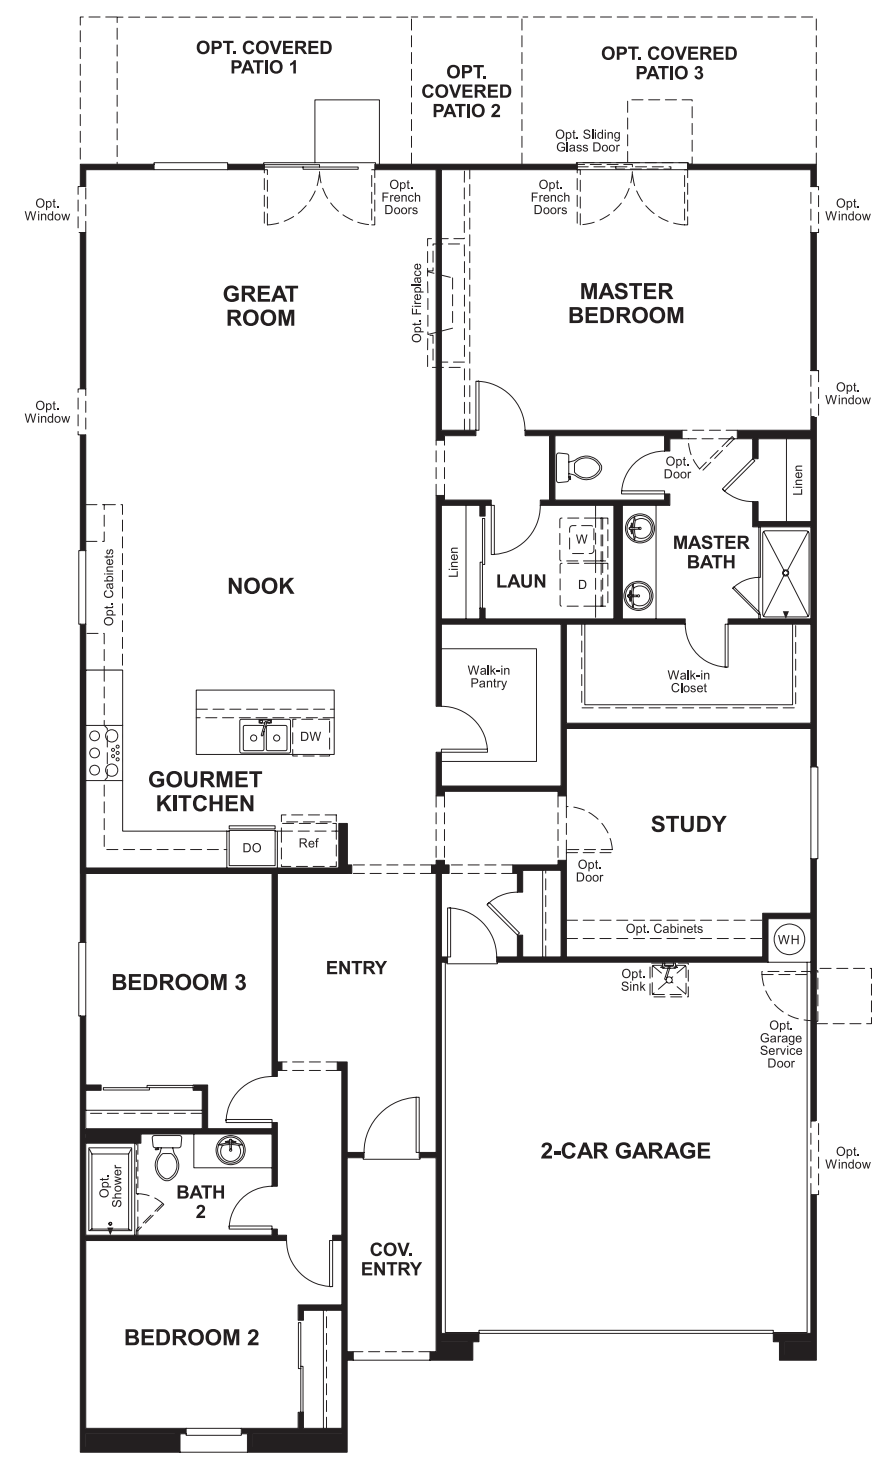 OPT. COVERED
PATIO 1
OPT.
COVERED
PATIO 2
OPT. COVERED
PATIO 3
Opt. Sliding
Glass Door
Opt.
Window
Opt.
French
Doors
Opt.
French
Doors
Opt.
Window
GREAT
ROOM
Opt. Fireplace
MASTER
BEDROOM
Opt.
Window
Opt.
Window
Opt.
Door
Linen
Opt. Cabinets
NOOK
Linen
LAUN
W
D
MASTER
BATH
Walk-in
Pantry
Walk-in
Closet
DW
GOURMET
KITCHEN
DO
Ref
STUDY
Opt.
Door
Opt. Cabinets
WH
BEDROOM 3
ENTRY
Opt.
Sink
Opt.
Garage
Service
Door
2-CAR GARAGE
Opt.
Window
Opt.
Shower
BATH
2
COV.
ENTRY
BEDROOM 2